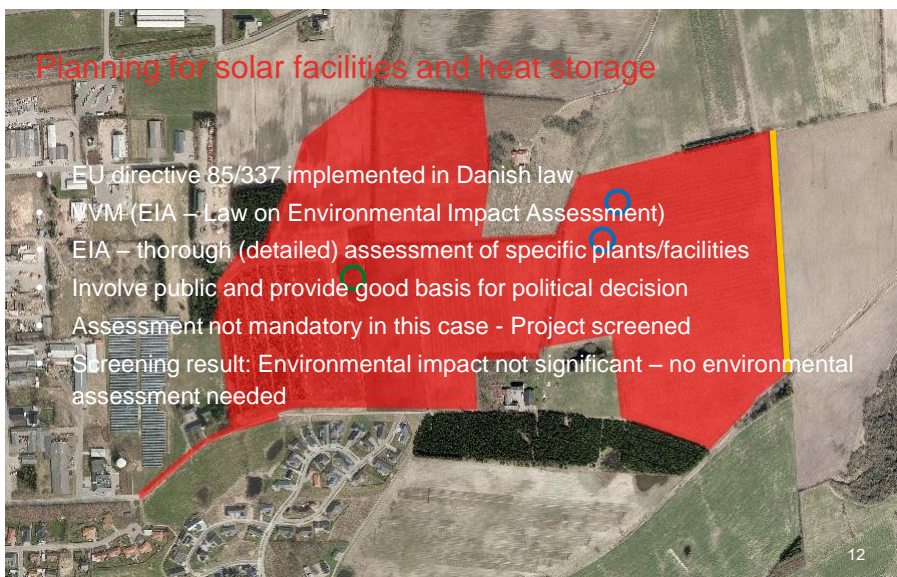 Planning for solar facilities and heat storage
• EU directive 85/337 implemented in Danish law
• VVM (EIA – Law on Environmental Impact Assessment)
• EIA – thorough (detailed) assessment of specific plants/facilities
• Involve public and provide good basis for political decision
• Assessment not mandatory in this case - Project screened
• Screening result: Environmental impact not significant – no environmental
assessment needed
12